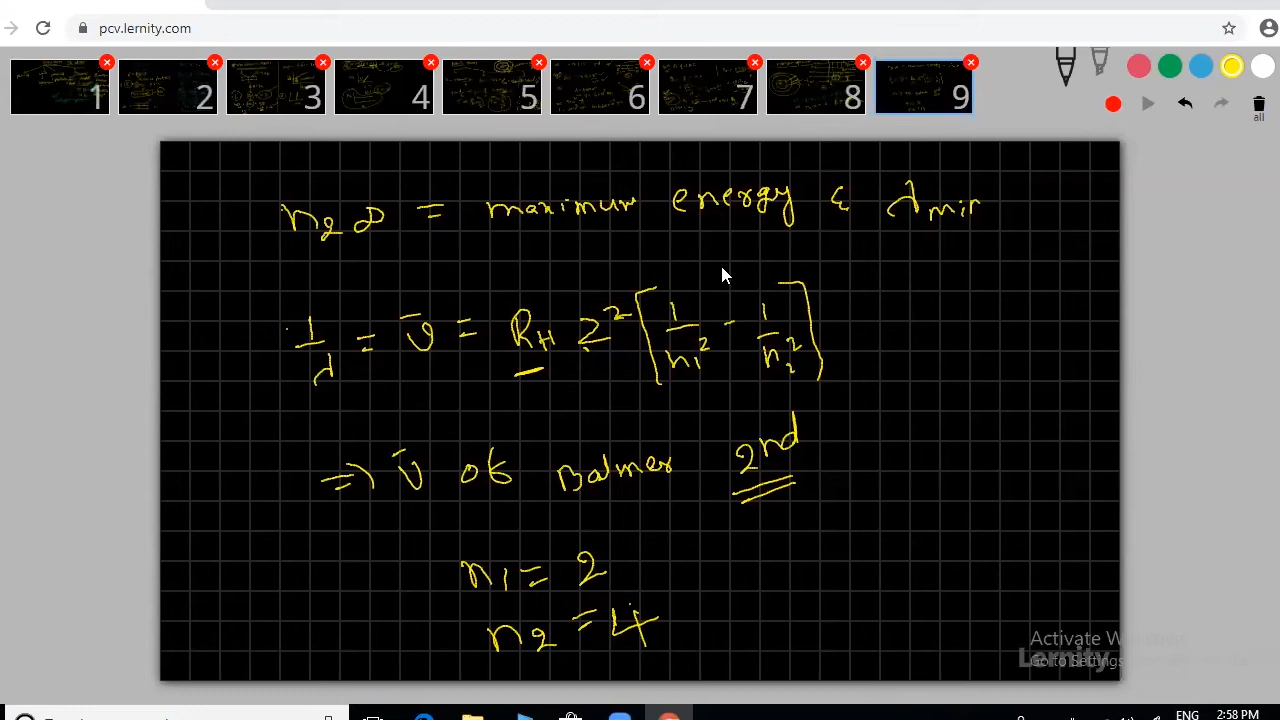 pcv.lernity.com
1 2 3 4 5 6 7 8 9
all
n₂ ∞ = maximum energy & λmin
1/λ = ν̄ = R_H Z² [1/n₁² - 1/n₂²]
⇒ ν̄ of Balmer 2nd
n₁ = 2
n₂ = 4
Activate Windows
Lernity
Go to Settings
ENG 2:58 PM